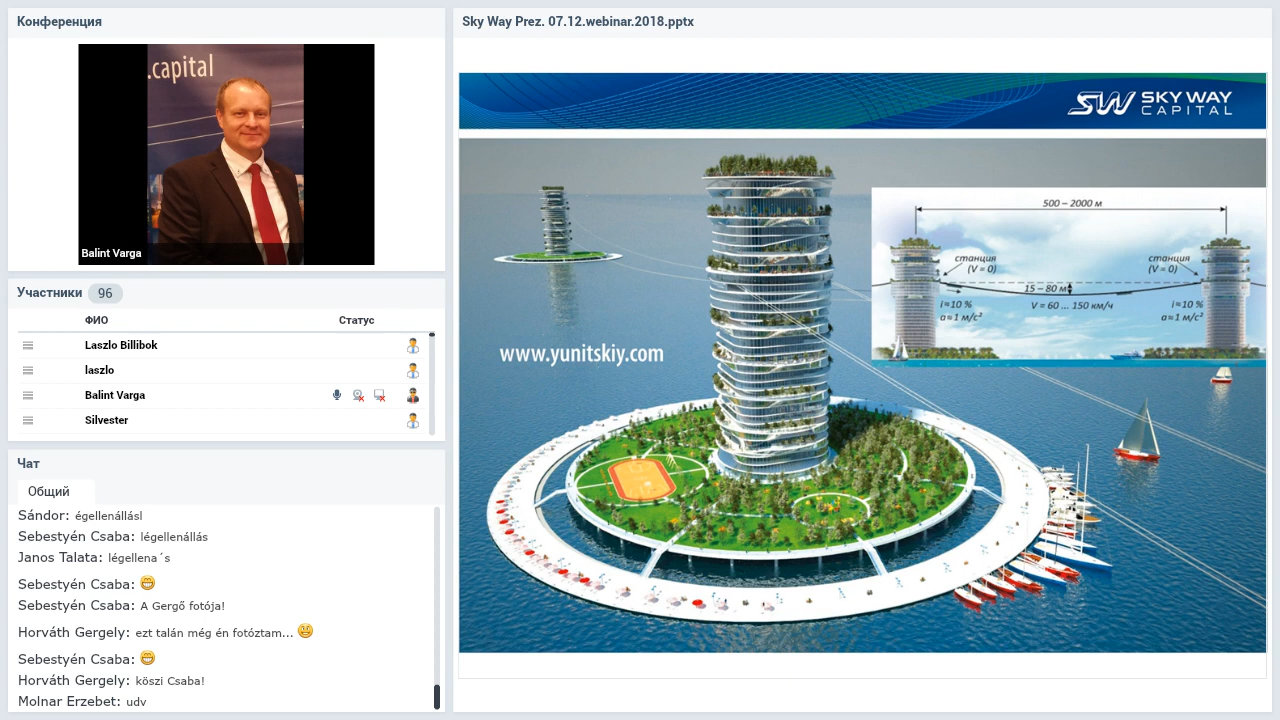 Конференция
.capital
Balint Varga
Участники 96
ФИО Статус
Laszlo Billibok
laszlo
Balint Varga
Silvester
Чат
Общий
Sándor: égellenállásl
Sebestyén Csaba: légellenállás
Janos Talata: légellena´s
Sebestyén Csaba:
Sebestyén Csaba: A Gergő fotója!
Horváth Gergely: ezt talán még én fotóztam...
Sebestyén Csaba:
Horváth Gergely: köszi Csaba!
Molnar Erzebet: udv
Sky Way Prez. 07.12.webinar.2018.pptx
SW SKY WAY
CAPITAL
www.yunitskiy.com
500 – 2000 м
станция
(V = 0)
станция
(V = 0)
15 – 80 м
i ≈ 10 %
a ≈ 1 м/с²
V = 60 ... 150 км/ч
i ≈ 10 %
a ≈ 1 м/с²